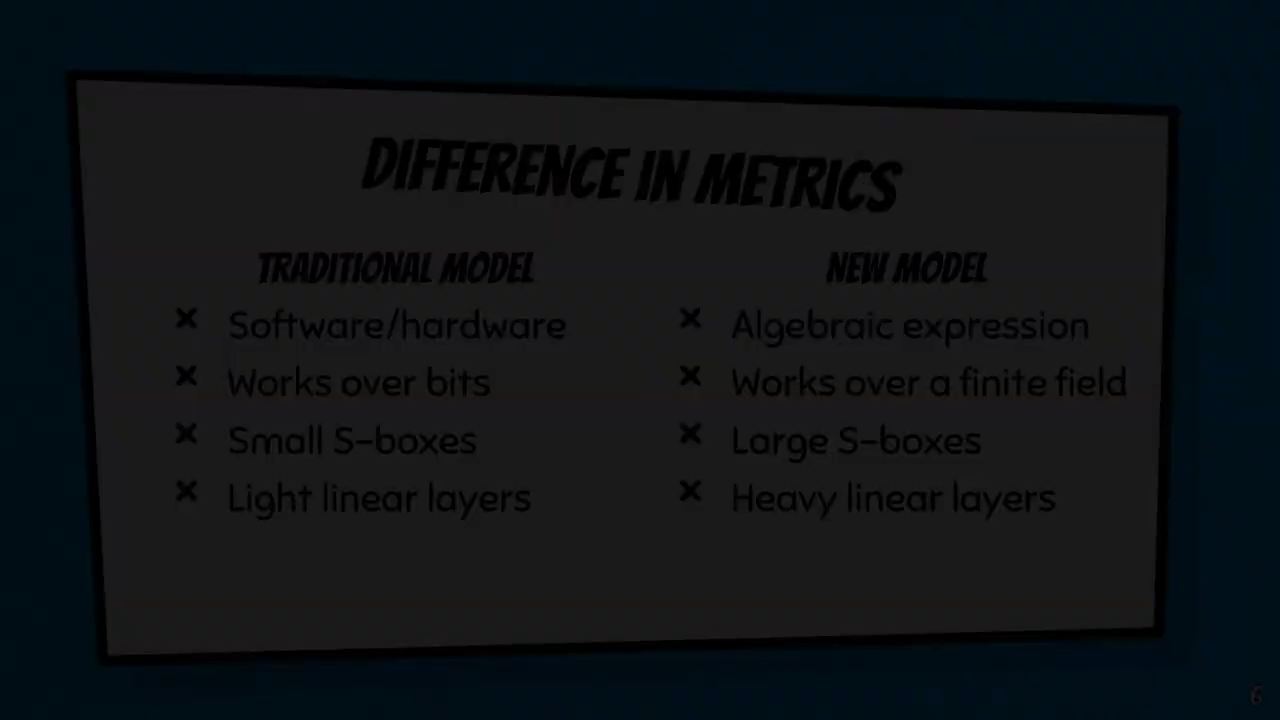 DIFFERENCE IN METRICS
TRADITIONAL MODEL
× Software/hardware
× Works over bits
× Small S-boxes
× Light linear layers
NEW MODEL
× Algebraic expression
× Works over a finite field
× Large S-boxes
× Heavy linear layers
6